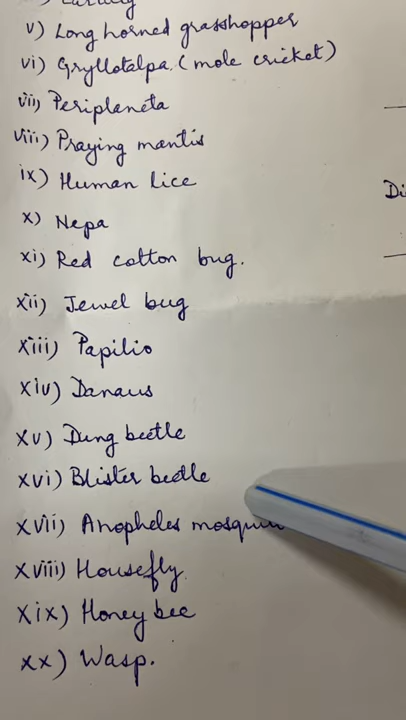 v) Long horned grasshopper
vi) Gryllotalpa (mole cricket)
vii) Periplaneta
viii) Praying mantis
ix) Human lice
x) Nepa
xi) Red cotton bug.
xii) Jewel bug
xiii) Papilio
xiv) Danaus
xv) Dung beetle
xvi) Blister beetle
xvii) Anopheles
xviii) Housefly
xix) Honey bee
xx) Wasp.